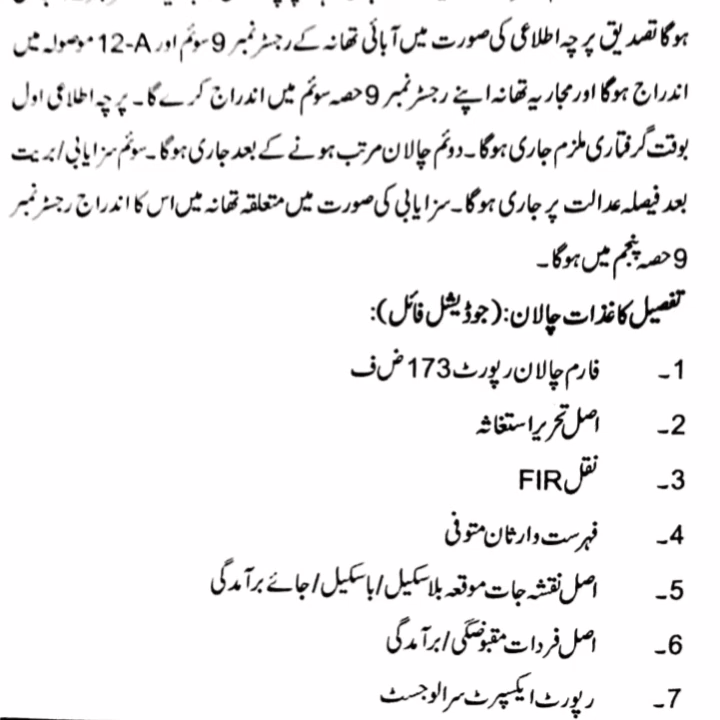 ہوگا تصدیق پرچہ اطلاعی کی صورت میں آبائی تھانہ کے رجسٹر نمبر 9 سوئم اور 12-A موصولہ میں
اندراج ہوگا اور مجاریہ تھانہ اپنے رجسٹر نمبر 9 حصہ سوئم میں اندراج کرے گا۔ پرچہ اطلاعی اول
بوقت گرفتاری ملزم جاری ہوگا۔ دوئم چالان مرتب ہونے کے بعد جاری ہوگا۔ سوئم سزایابی/بریت
بعد فیصلہ عدالت پر جاری ہوگا۔ سزایابی کی صورت میں متعلقہ تھانہ میں اس کا اندراج رجسٹر نمبر
9 حصہ پنجم میں ہوگا۔
تفصیل کاغذات چالان: (جوڈیشل فائل):
1۔ فارم چالان رپورٹ 173 ض ف
2۔ اصل تحریر استغاثہ
3۔ نقل FIR
4۔ فہرست وارثان متوفی
5۔ اصل نقشہ جات موقعہ بلاسکیل/باسکیل/جائے برآمدگی
6۔ اصل فردات مقبوضگی/برآمدگی
7۔ رپورٹ ایکسپرٹ سرالوجسٹ